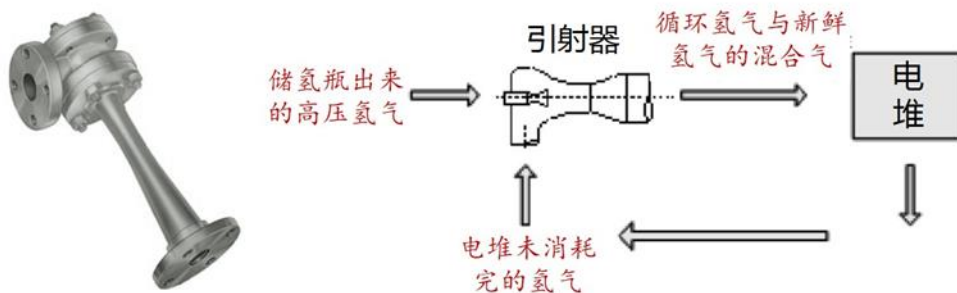 引射器
循环氢气与新鲜
氢气的混合气
储氢瓶出来
的高压氢气
电
堆
电堆未消耗
完的氢气